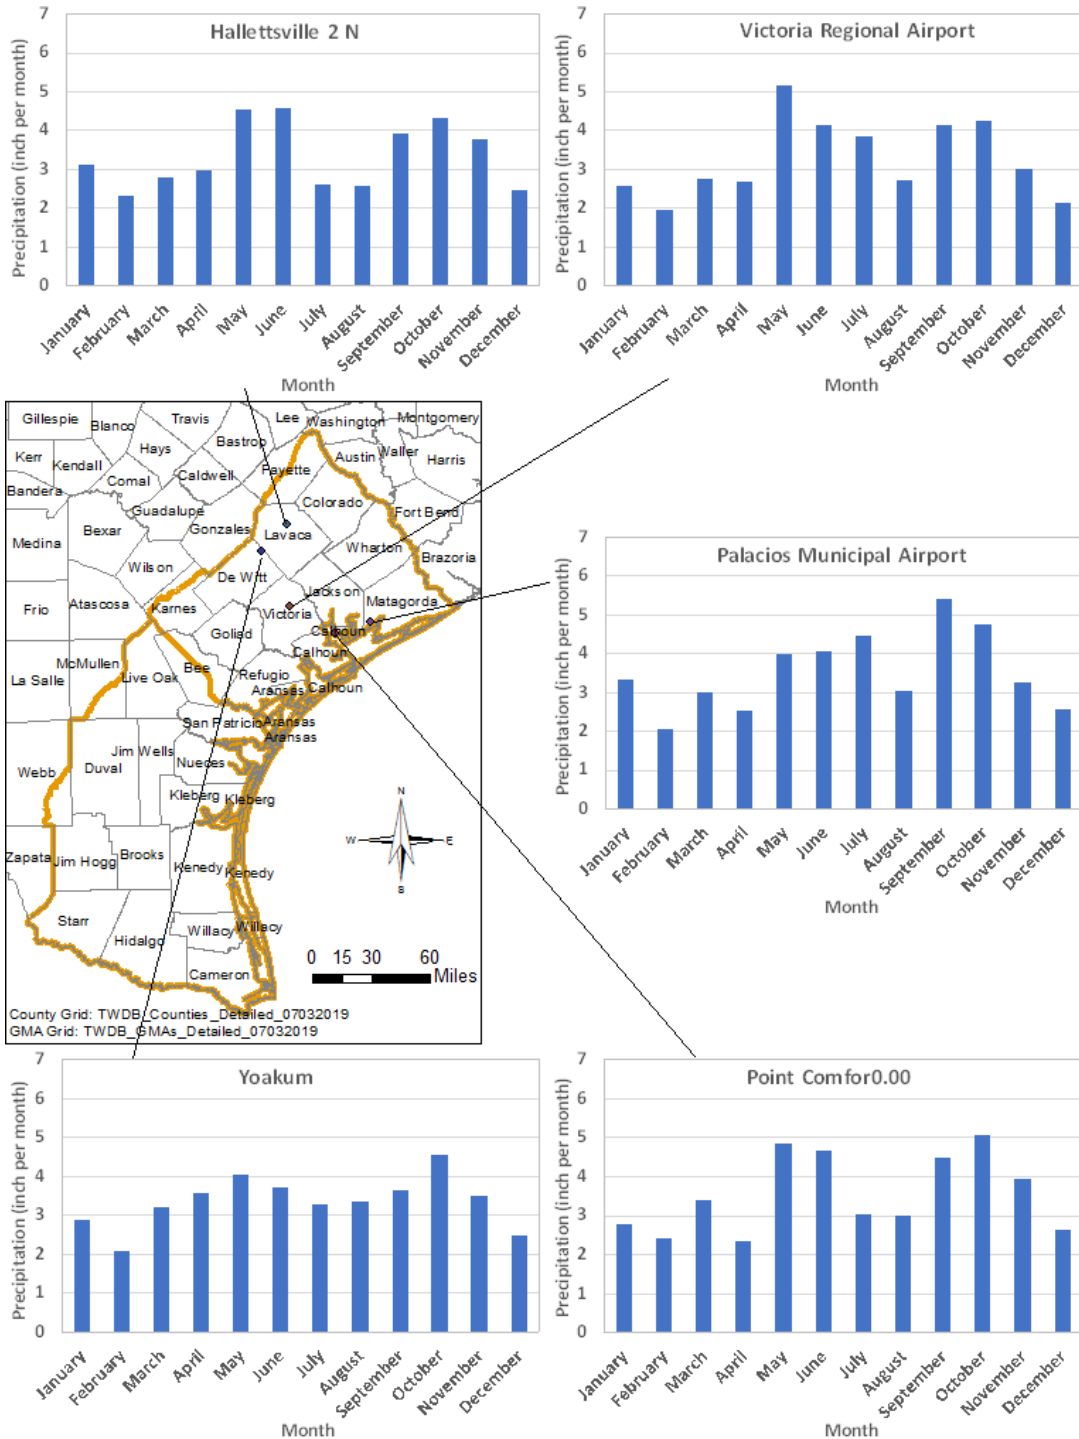 Hallettsville 2 N
Precipitation (inch per month)
7
6
5
4
3
2
1
0
January
February
March
April
May
June
July
August
September
October
November
December
Month
Victoria Regional Airport
Precipitation (inch per month)
7
6
5
4
3
2
1
0
January
February
March
April
May
June
July
August
September
October
November
December
Month
Gillespie
Blanco
Travis
Lee
Washington
Montgomery
Hays
Bastrop
Kerr
Kendall
Comal
Caldwell
Fayette
Austin
Waller
Harris
Bandera
Guadalupe
Colorado
Fort Bend
Medina
Bexar
Gonzales
Lavaca
Wharton
Brazoria
Wilson
De Witt
Jackson
Matagorda
Frio
Atascosa
Karnes
Victoria
Goliad
Calhoun
Calhoun
McMullen
La Salle
Live Oak
Bee
Refugio
Aransas
Calhoun
San Patricio
Aransas
Aransas
Jim Wells
Webb
Duval
Nueces
Kleberg
Kleberg
Zapata
Jim Hogg
Brooks
Kenedy
Kenedy
Starr
Hidalgo
Willacy
Willacy
Cameron
N
W
E
S
0 15 30 60
Miles
County Grid: TWDB_Counties_Detailed_07032019
GMA Grid: TWDB_GMAs_Detailed_07032019
Palacios Municipal Airport
Precipitation (inch per month)
7
6
5
4
3
2
1
0
January
February
March
April
May
June
July
August
September
October
November
December
Month
Yoakum
Precipitation (inch per month)
7
6
5
4
3
2
1
0
January
February
March
April
May
June
July
August
September
October
November
December
Month
Point Comfor0.00
Precipitation (inch per month)
7
6
5
4
3
2
1
0
January
February
March
April
May
June
July
August
September
October
November
December
Month